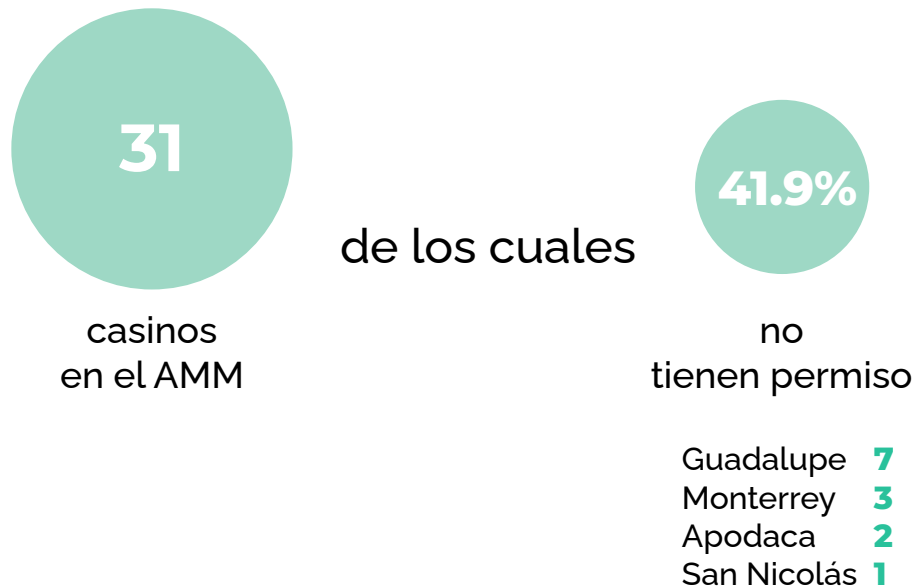 31
casinos
en el AMM
de los cuales
41.9%
no
tienen permiso
Guadalupe 7
Monterrey 3
Apodaca 2
San Nicolás 1